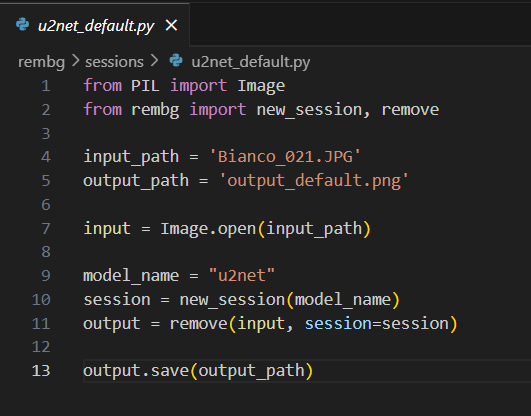 u2net_default.py ×
rembg > sessions > u2net_default.py
1 from PIL import Image
2 from rembg import new_session, remove
3
4 input_path = 'Bianco_021.JPG'
5 output_path = 'output_default.png'
6
7 input = Image.open(input_path)
8
9 model_name = "u2net"
10 session = new_session(model_name)
11 output = remove(input, session=session)
12
13 output.save(output_path)